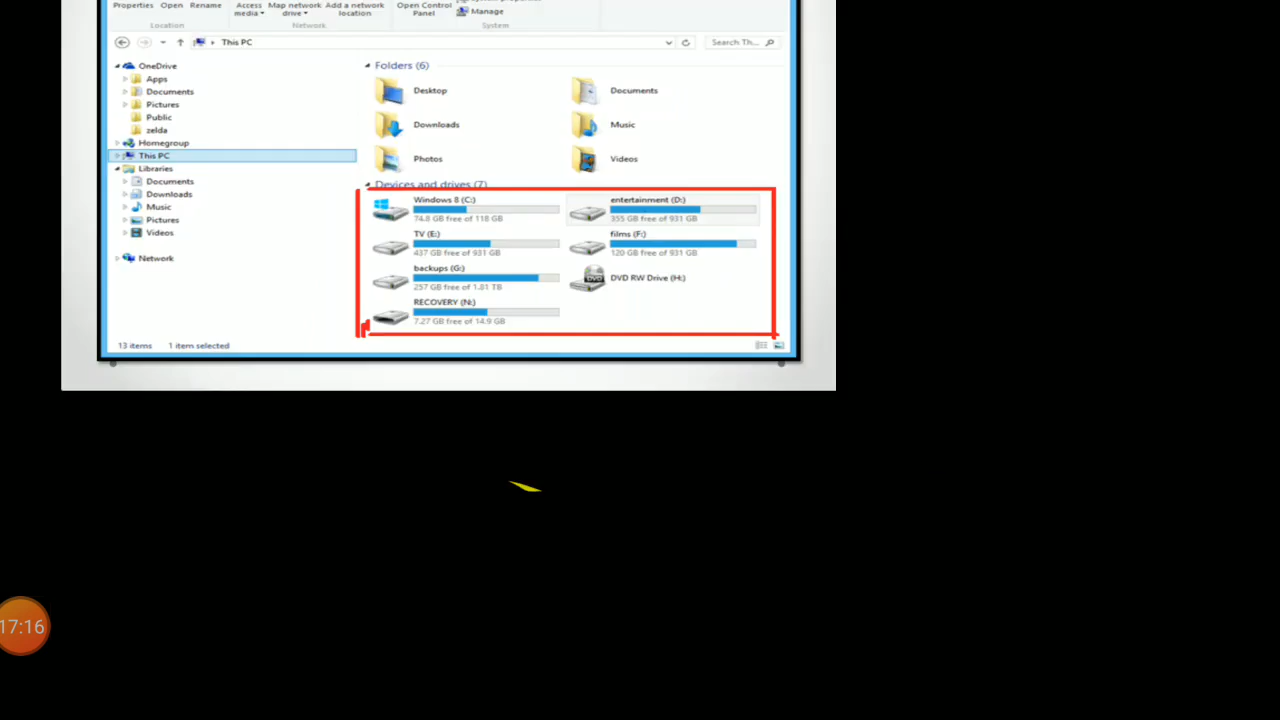 Properties Open Rename Access media Map network drive Add a network location Open Control Panel Manage
Location Network System
This PC Search Th...
OneDrive
Apps
Documents
Pictures
Public
zelda
Homegroup
This PC
Libraries
Documents
Downloads
Music
Pictures
Videos
Network
Folders (6)
Desktop Documents
Downloads Music
Photos Videos
Devices and drives (7)
Windows 8 (C:)
74.8 GB free of 118 GB
entertainment (D:)
355 GB free of 931 GB
TV (E:)
437 GB free of 931 GB
films (F:)
120 GB free of 931 GB
backups (G:)
257 GB free of 1.81 TB
DVD RW Drive (H:)
RECOVERY (N:)
7.27 GB free of 14.9 GB
13 items 1 item selected
17:16